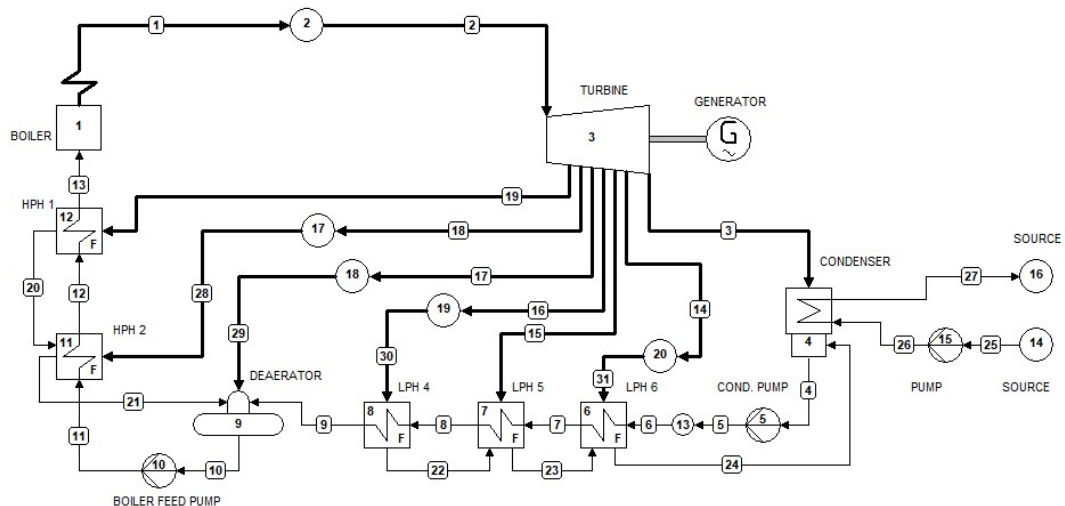 1
2
2
TURBINE
GENERATOR
G
3
1
BOILER
13
HPH 1
12
F
19
17
18
3
SOURCE
CONDENSER
27
16
20
12
28
18
17
14
HPH 2
11
F
29
19
16
15
4
26
15
25
14
30
20
31
DEAERATOR
LPH 4
LPH 5
LPH 6
COND. PUMP
4
PUMP
SOURCE
21
9
9
8
F
8
7
F
7
6
F
6
13
5
5
11
10
10
22
23
24
BOILER FEED PUMP